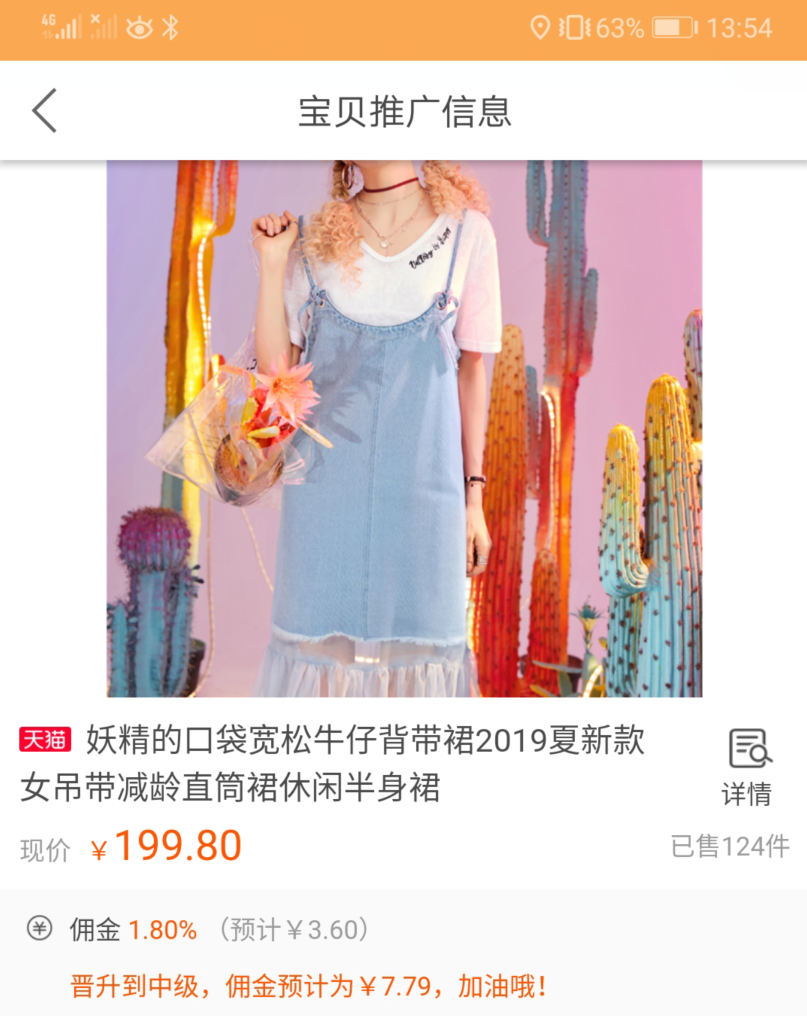 4G
63%
13:54
宝贝推广信息
天猫 妖精的口袋宽松牛仔背带裙2019夏新款
女吊带减龄直筒裙休闲半身裙
详情
现价 ￥199.80
已售124件
佣金 1.80% （预计￥3.60）
晋升到中级，佣金预计为￥7.79，加油哦！